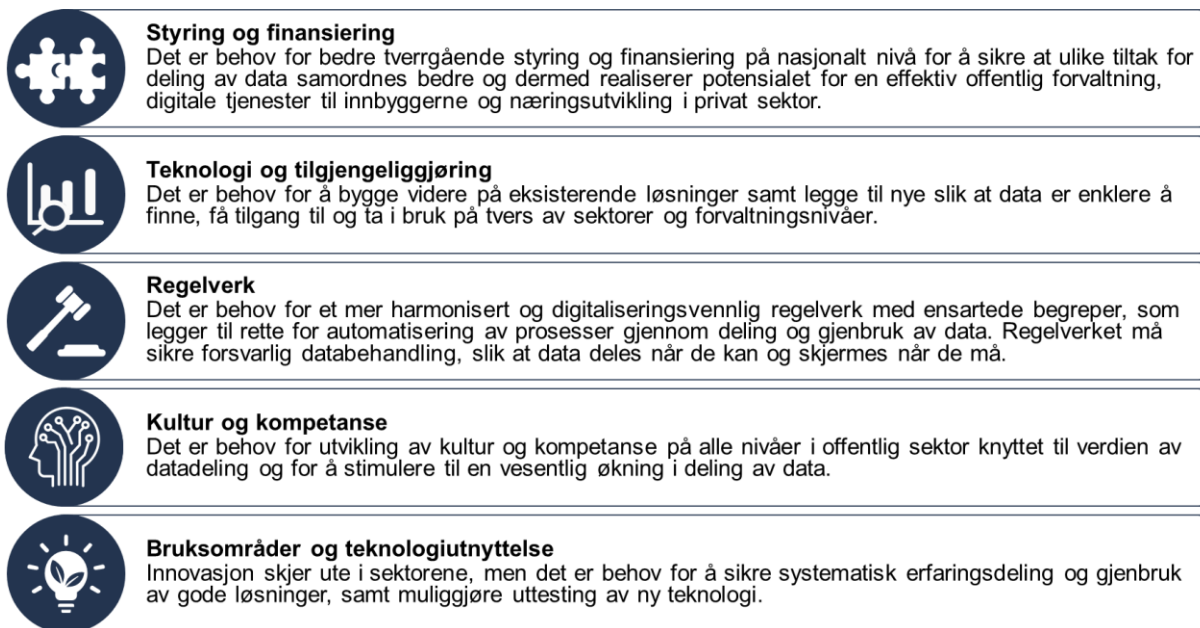 Styring og finansiering
Det er behov for bedre tverrgående styring og finansiering på nasjonalt nivå for å sikre at ulike tiltak for
deling av data samordnes bedre og dermed realiserer potensialet for en effektiv offentlig forvaltning,
digitale tjenester til innbyggerne og næringsutvikling i privat sektor.
Teknologi og tilgjengeliggjøring
Det er behov for å bygge videre på eksisterende løsninger samt legge til nye slik at data er enklere å
finne, få tilgang til og ta i bruk på tvers av sektorer og forvaltningsnivåer.
Regelverk
Det er behov for et mer harmonisert og digitaliseringsvennlig regelverk med ensartede begreper, som
legger til rette for automatisering av prosesser gjennom deling og gjenbruk av data. Regelverket må
sikre forsvarlig databehandling, slik at data deles når de kan og skjermes når de må.
Kultur og kompetanse
Det er behov for utvikling av kultur og kompetanse på alle nivåer i offentlig sektor knyttet til verdien av
datadeling og for å stimulere til en vesentlig økning i deling av data.
Bruksområder og teknologiutnyttelse
Innovasjon skjer ute i sektorene, men det er behov for å sikre systematisk erfaringsdeling og gjenbruk
av gode løsninger, samt muliggjøre uttesting av ny teknologi.